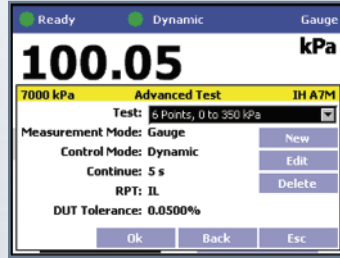 Ready Dynamic Gauge
100.05 kPa
7000 kPa Advanced Test IH A7M
Test: 6 Points, 0 to 350 kPa
Measurement Mode: Gauge
New
Control Mode: Dynamic
Edit
Continue: 5 s
Delete
RPT: IL
DUT Tolerance: 0.0500%
Ok Back Esc